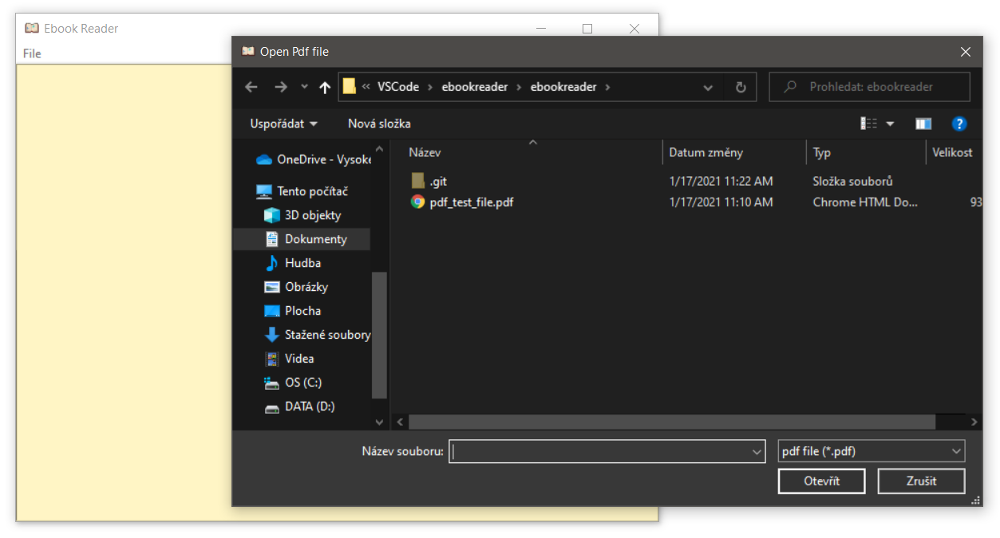 Ebook Reader
File
Open Pdf file
« VSCode › ebookreader › ebookreader ›
Prohledat: ebookreader
Uspořádat
Nová složka
?
OneDrive - Vysoké
Tento počítač
3D objekty
Dokumenty
Hudba
Obrázky
Plocha
Stažené soubory
Videa
OS (C:)
DATA (D:)
Název Datum změny Typ Velikost
.git 1/17/2021 11:22 AM Složka souborů
pdf_test_file.pdf 1/17/2021 11:10 AM Chrome HTML Do... 93
Název souboru:
pdf file (*.pdf)
Otevřít
Zrušit